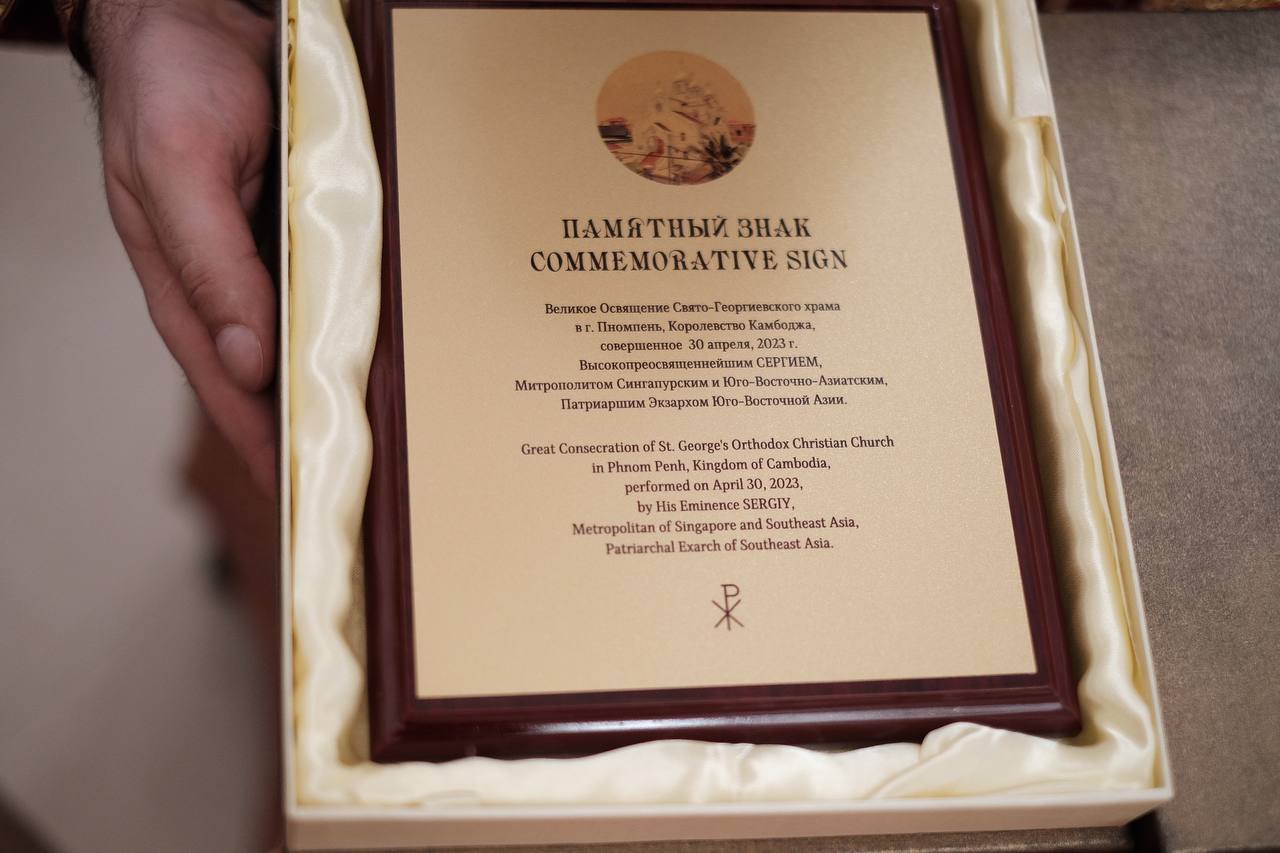 ПАМЯТНЫЙ ЗНАК
COMMEMORATIVE SIGN
Великое Освящение Свято-Георгиевского храма
в г. Пномпень, Королевство Камбоджа,
совершенное 30 апреля, 2023 г.
Высокопреосвященнейшим СЕРГИЕМ,
Митрополитом Сингапурским и Юго-Восточно-Азиатским,
Патриаршим Экзархом Юго-Восточной Азии.
Great Consecration of St. George's Orthodox Christian Church
in Phnom Penh, Kingdom of Cambodia,
performed on April 30, 2023,
by His Eminence SERGIY,
Metropolitan of Singapore and Southeast Asia,
Patriarchal Exarch of Southeast Asia.